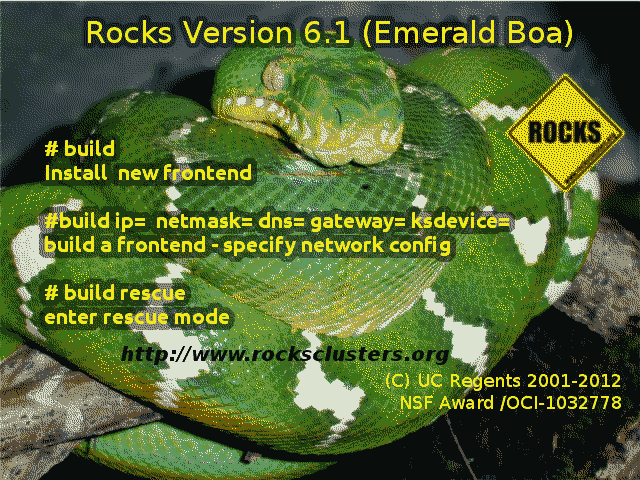 Rocks Version 6.1 (Emerald Boa)
ROCKS
# build
Install new frontend
#build ip= netmask= dns= gateway= ksdevice=
build a frontend - specify network config
# build rescue
enter rescue mode
http://www.rocksclusters.org
(C) UC Regents 2001-2012
NSF Award /OCI-1032778